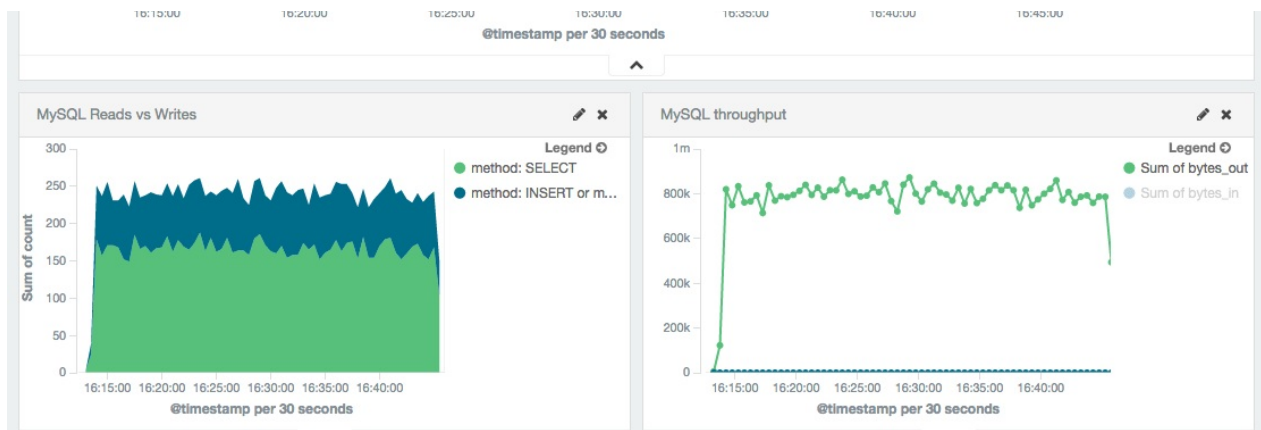 16:15:00 16:20:00 16:25:00 16:30:00 16:35:00 16:40:00 16:45:00
@timestamp per 30 seconds
MySQL Reads vs Writes
Legend
method: SELECT
method: INSERT or m...
Sum of count
300
250
200
150
100
50
0
16:15:00 16:20:00 16:25:00 16:30:00 16:35:00 16:40:00
@timestamp per 30 seconds
MySQL throughput
Legend
Sum of bytes_out
Sum of bytes_in
1m
800k
600k
400k
200k
0
16:15:00 16:20:00 16:25:00 16:30:00 16:35:00 16:40:00
@timestamp per 30 seconds